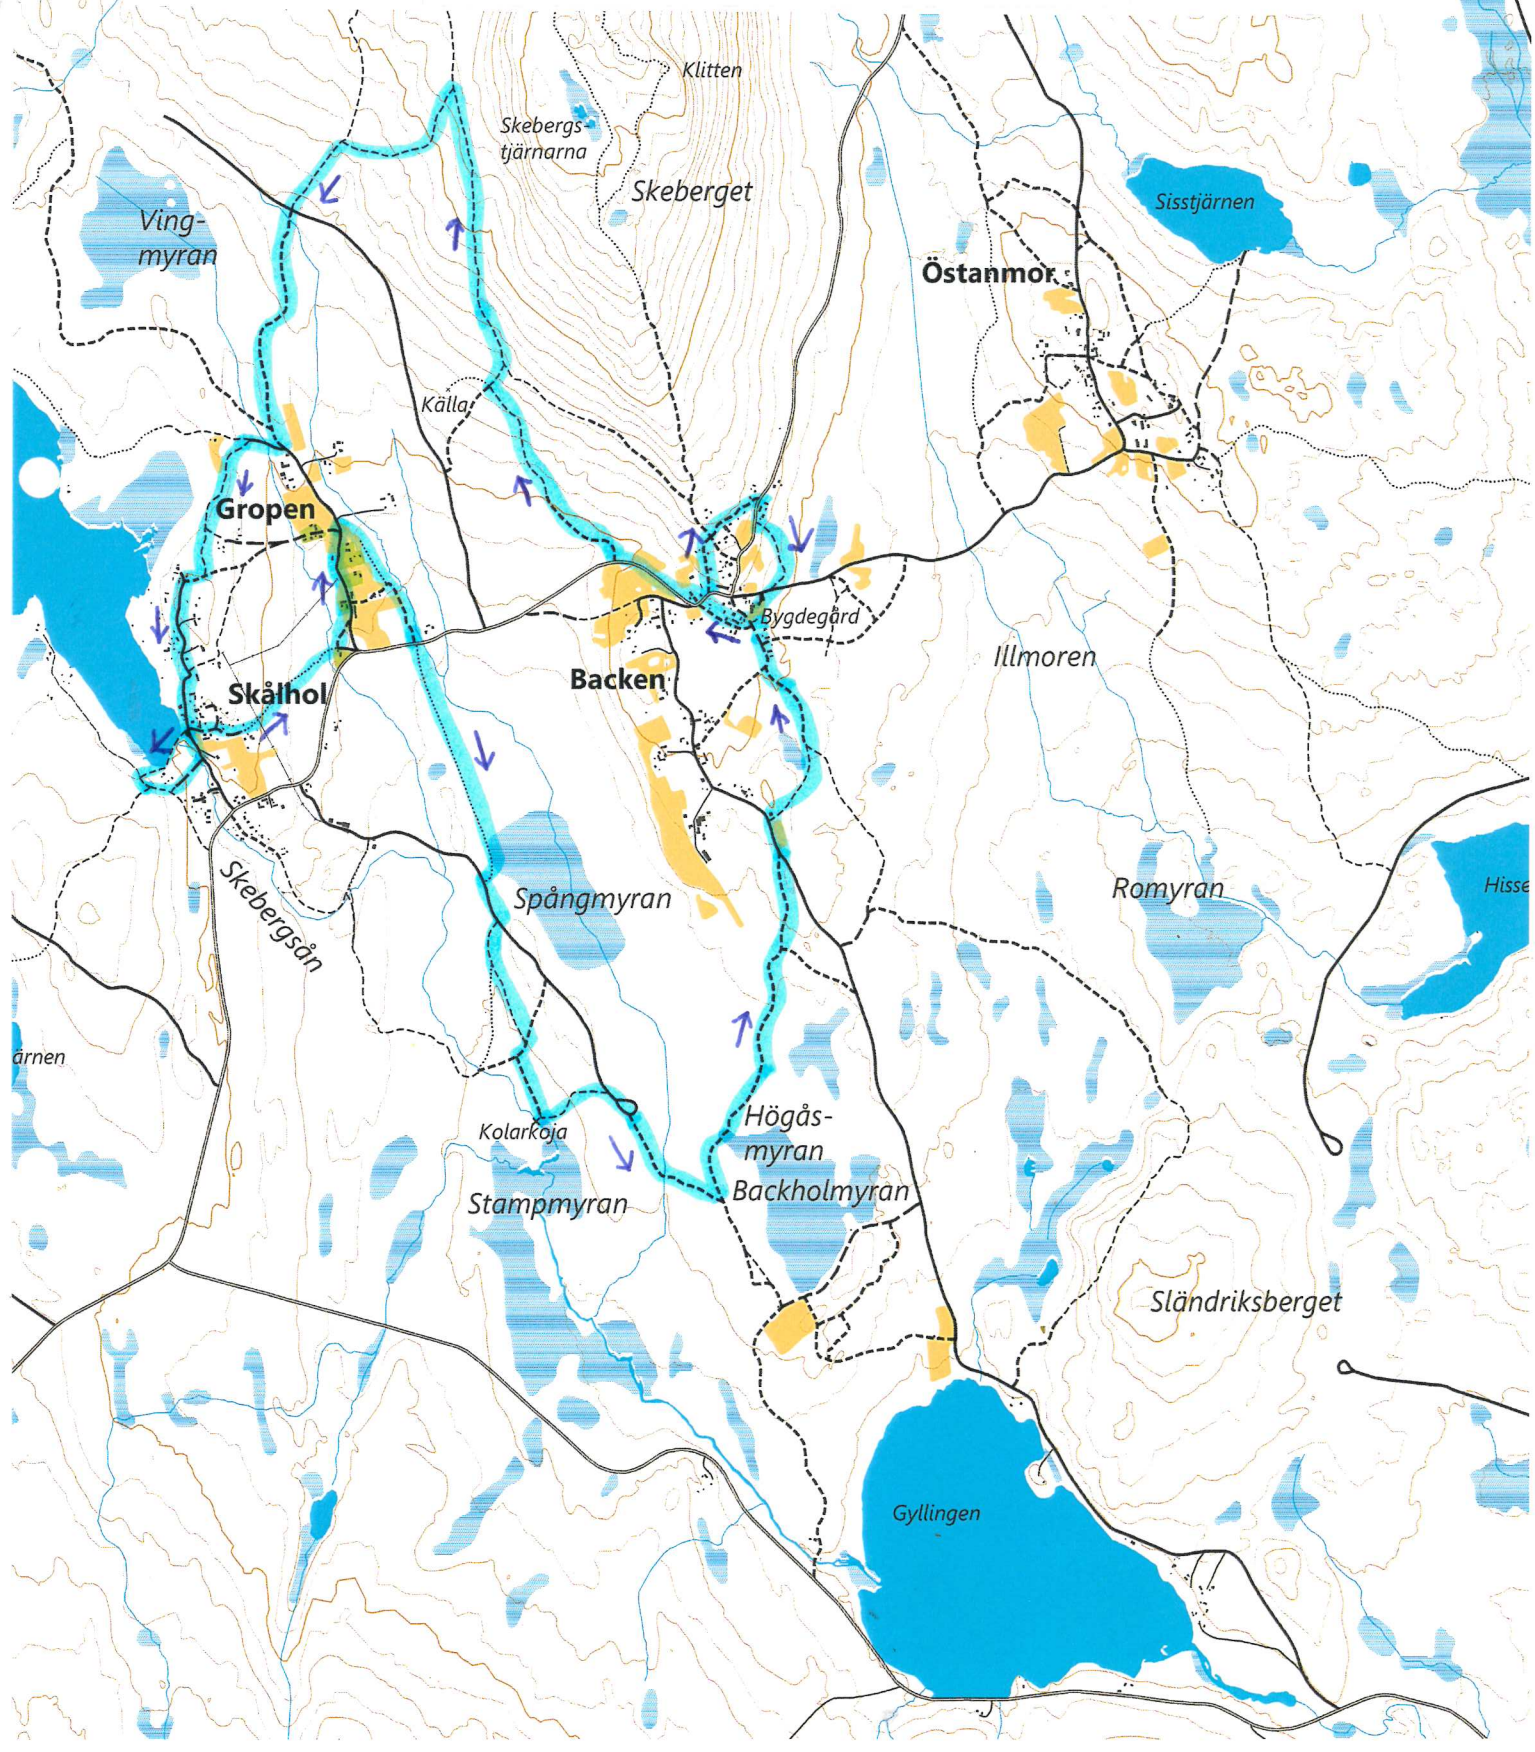 Klitten
Skebergs-
tjärnarna
Skeberget
Sisstjärnen
Ving-
myran
Östanmor
Källa
Gropen
Bygdegård
Illmoren
Backen
Skålhol
Skebergsån
Spångmyran
Romyran
Hisse
ärnen
Kolarkoja
Högås-
myran
Backholmyran
Stampmyran
Sländriksberget
Gyllingen